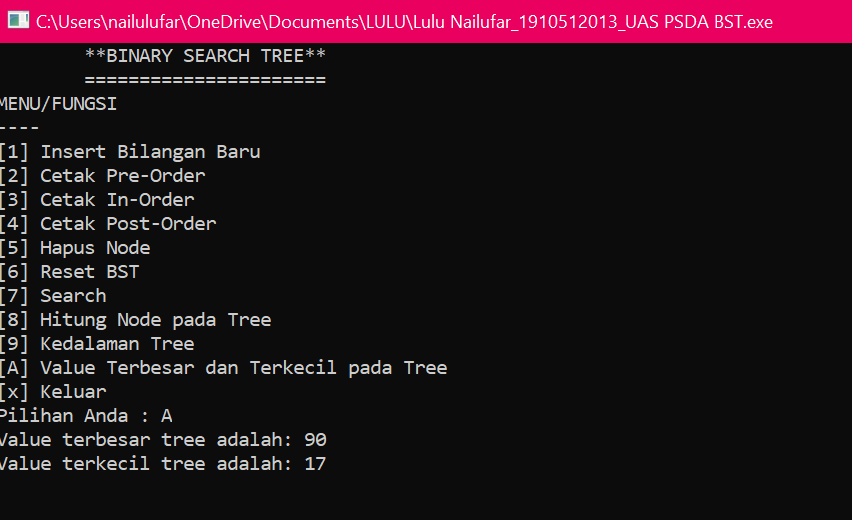 C:\Users\nailulufar\OneDrive\Documents\LULU\Lulu Nailufar_1910512013_UAS PSDA BST.exe
**BINARY SEARCH TREE**
======================
MENU/FUNGSI
----
[1] Insert Bilangan Baru
[2] Cetak Pre-Order
[3] Cetak In-Order
[4] Cetak Post-Order
[5] Hapus Node
[6] Reset BST
[7] Search
[8] Hitung Node pada Tree
[9] Kedalaman Tree
[A] Value Terbesar dan Terkecil pada Tree
[x] Keluar
Pilihan Anda : A
Value terbesar tree adalah: 90
Value terkecil tree adalah: 17